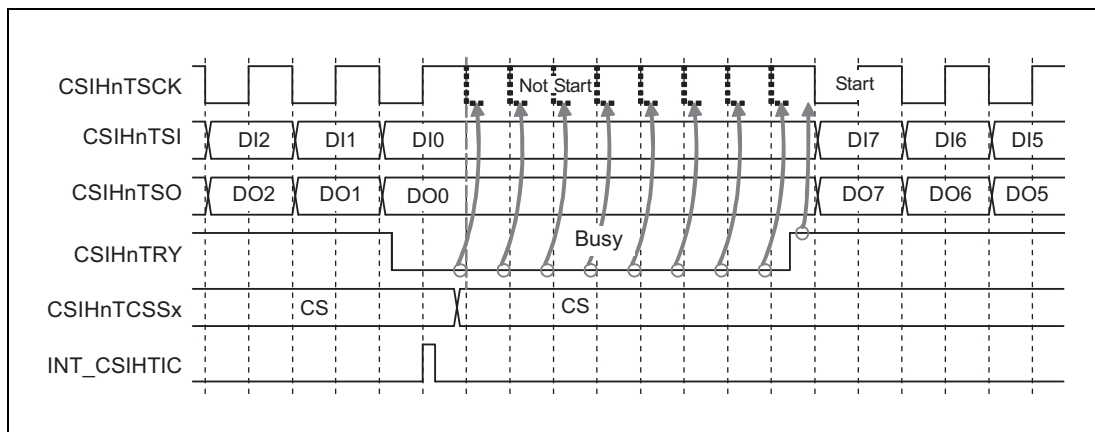 CSIHnTSCK Not Start Start
CSIHnTSI DI2 DI1 DI0 DI7 DI6 DI5
CSIHnTSO DO2 DO1 DO0 DO7 DO6 DO5
CSIHnTRY Busy
CSIHnTCSSx CS CS
INT_CSIHTIC